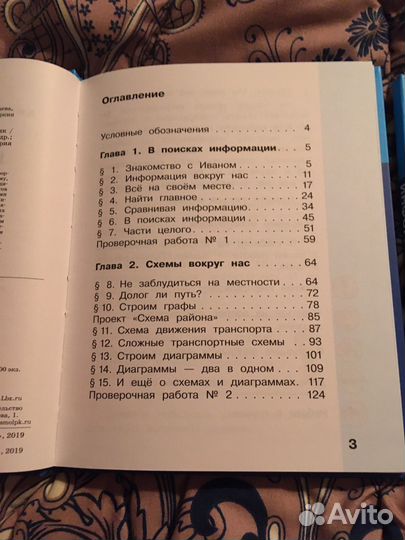 Оглавление
Условные обозначения . . . . . . . . . . 4
Глава 1. В поисках информации . . . . 5
§ 1. Знакомство с Иваном . . . . . . . . 5
§ 2. Информация вокруг нас . . . . . . 11
§ 3. Всё на своём месте . . . . . . . . 17
§ 4. Найти главное . . . . . . . . . . . 24
§ 5. Сравнивая информацию . . . . . . 34
§ 6. В поисках информации . . . . . . 45
§ 7. Части целого . . . . . . . . . . . . 51
Проверочная работа № 1 . . . . . . . . 59
Глава 2. Схемы вокруг нас . . . . . . 64
§ 8. Не заблудиться на местности . . 64
§ 9. Долог ли путь? . . . . . . . . . . . 72
§ 10. Строим графы . . . . . . . . . . . 78
Проект «Схема района» . . . . . . . . . 85
§ 11. Схема движения транспорта . . . 87
§ 12. Сложные транспортные схемы . . 93
§ 13. Строим диаграммы . . . . . . . . 101
§ 14. Диаграммы — два в одном . . . . 109
§ 15. И ещё о схемах и диаграммах. . 117
Проверочная работа № 2 . . . . . . . . 124
3
2019
2019
Avito